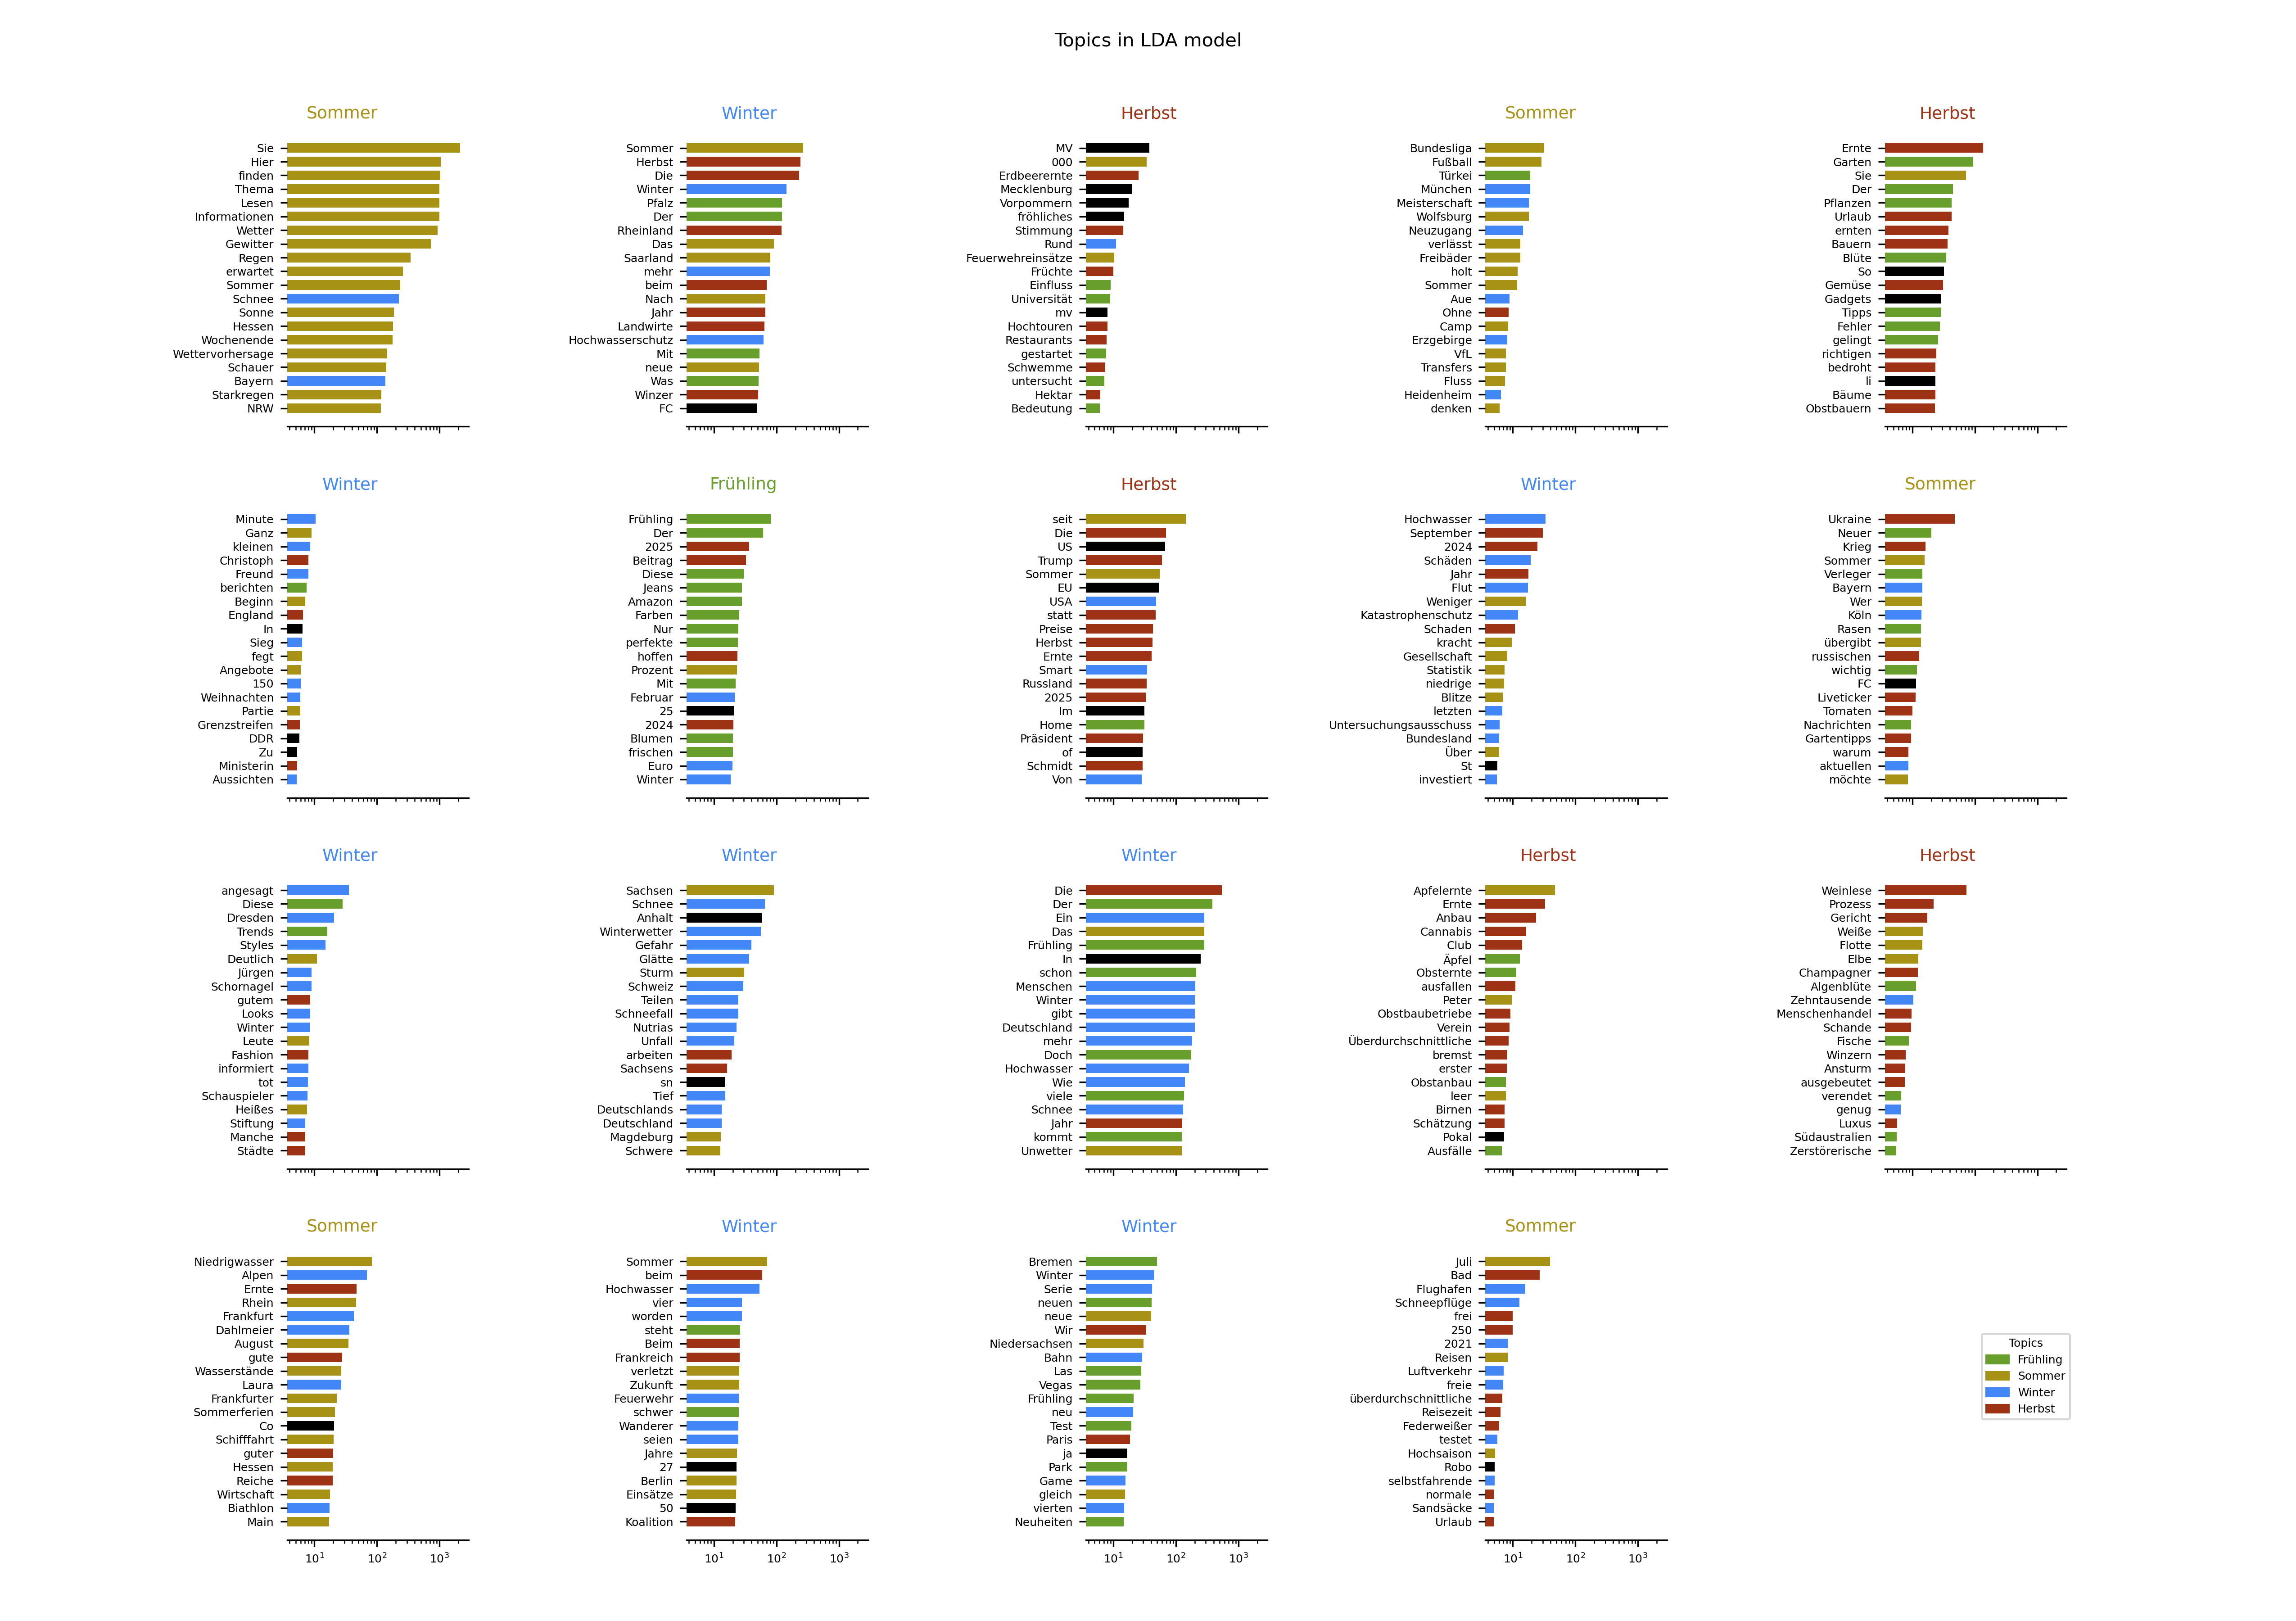 Topics in LDA model
Sommer
Sie
Hier
finden
Thema
Lesen
Informationen
Wetter
Gewitter
Regen
erwartet
Sommer
Schnee
Sonne
Hessen
Wochenende
Wettervorhersage
Schauer
Bayern
Starkregen
NRW
Winter
Sommer
Herbst
Die
Winter
Pfalz
Der
Rheinland
Das
Saarland
mehr
beim
Nach
Jahr
Landwirte
Hochwasserschutz
Mit
neue
Was
Winzer
FC
Herbst
MV
000
Erdbeerernte
Mecklenburg
Vorpommern
fröhliches
Stimmung
Rund
Feuerwehreinsätze
Früchte
Einfluss
Universität
mv
Hochtouren
Restaurants
gestartet
Schwemme
untersucht
Hektar
Bedeutung
Sommer
Bundesliga
Fußball
Türkei
München
Meisterschaft
Wolfsburg
Neuzugang
verlässt
Freibäder
holt
Sommer
Aue
Ohne
Camp
Erzgebirge
VfL
Transfers
Fluss
Heidenheim
denken
Herbst
Ernte
Garten
Sie
Der
Pflanzen
Urlaub
ernten
Bauern
Blüte
So
Gemüse
Gadgets
Tipps
Fehler
gelingt
richtigen
bedroht
li
Bäume
Obstbauern
Winter
Minute
Ganz
kleinen
Christoph
Freund
berichten
Beginn
England
In
Sieg
fegt
Angebote
150
Weihnachten
Partie
Grenzstreifen
DDR
Zu
Ministerin
Aussichten
Frühling
Frühling
Der
2025
Beitrag
Diese
Jeans
Amazon
Farben
Nur
perfekte
hoffen
Prozent
Mit
Februar
25
2024
Blumen
frischen
Euro
Winter
Herbst
seit
Die
US
Trump
Sommer
EU
USA
statt
Preise
Herbst
Ernte
Smart
Russland
2025
Im
Home
Präsident
of
Schmidt
Von
Winter
Hochwasser
September
2024
Schäden
Jahr
Flut
Weniger
Katastrophenschutz
Schaden
kracht
Gesellschaft
Statistik
niedrige
Blitze
letzten
Untersuchungsausschuss
Bundesland
Über
St
investiert
Sommer
Ukraine
Neuer
Krieg
Sommer
Verleger
Bayern
Wer
Köln
Rasen
übergibt
russischen
wichtig
FC
Liveticker
Tomaten
Nachrichten
Gartentipps
warum
aktuellen
möchte
Winter
angesagt
Diese
Dresden
Trends
Styles
Deutlich
Jürgen
Schornagel
gutem
Looks
Winter
Leute
Fashion
informiert
tot
Schauspieler
Heißes
Stiftung
Manche
Städte
Winter
Sachsen
Schnee
Anhalt
Winterwetter
Gefahr
Glätte
Sturm
Schweiz
Teilen
Schneefall
Nutrias
Unfall
arbeiten
Sachsens
sn
Tief
Deutschlands
Deutschland
Magdeburg
Schwere
Winter
Die
Der
Ein
Das
Frühling
In
schon
Menschen
Winter
gibt
Deutschland
mehr
Doch
Hochwasser
Wie
viele
Schnee
Jahr
kommt
Unwetter
Herbst
Apfelernte
Ernte
Anbau
Cannabis
Club
Äpfel
Obsternte
ausfallen
Peter
Obstbaubetriebe
Verein
Überdurchschnittliche
bremst
erster
Obstanbau
leer
Birnen
Schätzung
Pokal
Ausfälle
Herbst
Weinlese
Prozess
Gericht
Weiße
Flotte
Elbe
Champagner
Algenblüte
Zehntausende
Menschenhandel
Schande
Fische
Winzern
Ansturm
ausgebeutet
verendet
genug
Luxus
Südaustralien
Zerstörerische
Sommer
Niedrigwasser
Alpen
Ernte
Rhein
Frankfurt
Dahlmeier
August
gute
Wasserstände
Laura
Frankfurter
Sommerferien
Co
Schifffahrt
guter
Hessen
Reiche
Wirtschaft
Biathlon
Main
10¹ 10² 10³
Winter
Sommer
beim
Hochwasser
vier
worden
steht
Beim
Frankreich
verletzt
Zukunft
Feuerwehr
schwer
Wanderer
seien
Jahre
27
Berlin
Einsätze
50
Koalition
10¹ 10² 10³
Winter
Bremen
Winter
Serie
neuen
neue
Wir
Niedersachsen
Bahn
Las
Vegas
Frühling
neu
Test
Paris
ja
Park
Game
gleich
vierten
Neuheiten
10¹ 10² 10³
Sommer
Juli
Bad
Flughafen
Schneepflüge
frei
250
2021
Reisen
Luftverkehr
freie
überdurchschnittliche
Reisezeit
Federweißer
testet
Hochsaison
Robo
selbstfahrende
normale
Sandsäcke
Urlaub
10¹ 10² 10³
Topics
Frühling
Sommer
Winter
Herbst